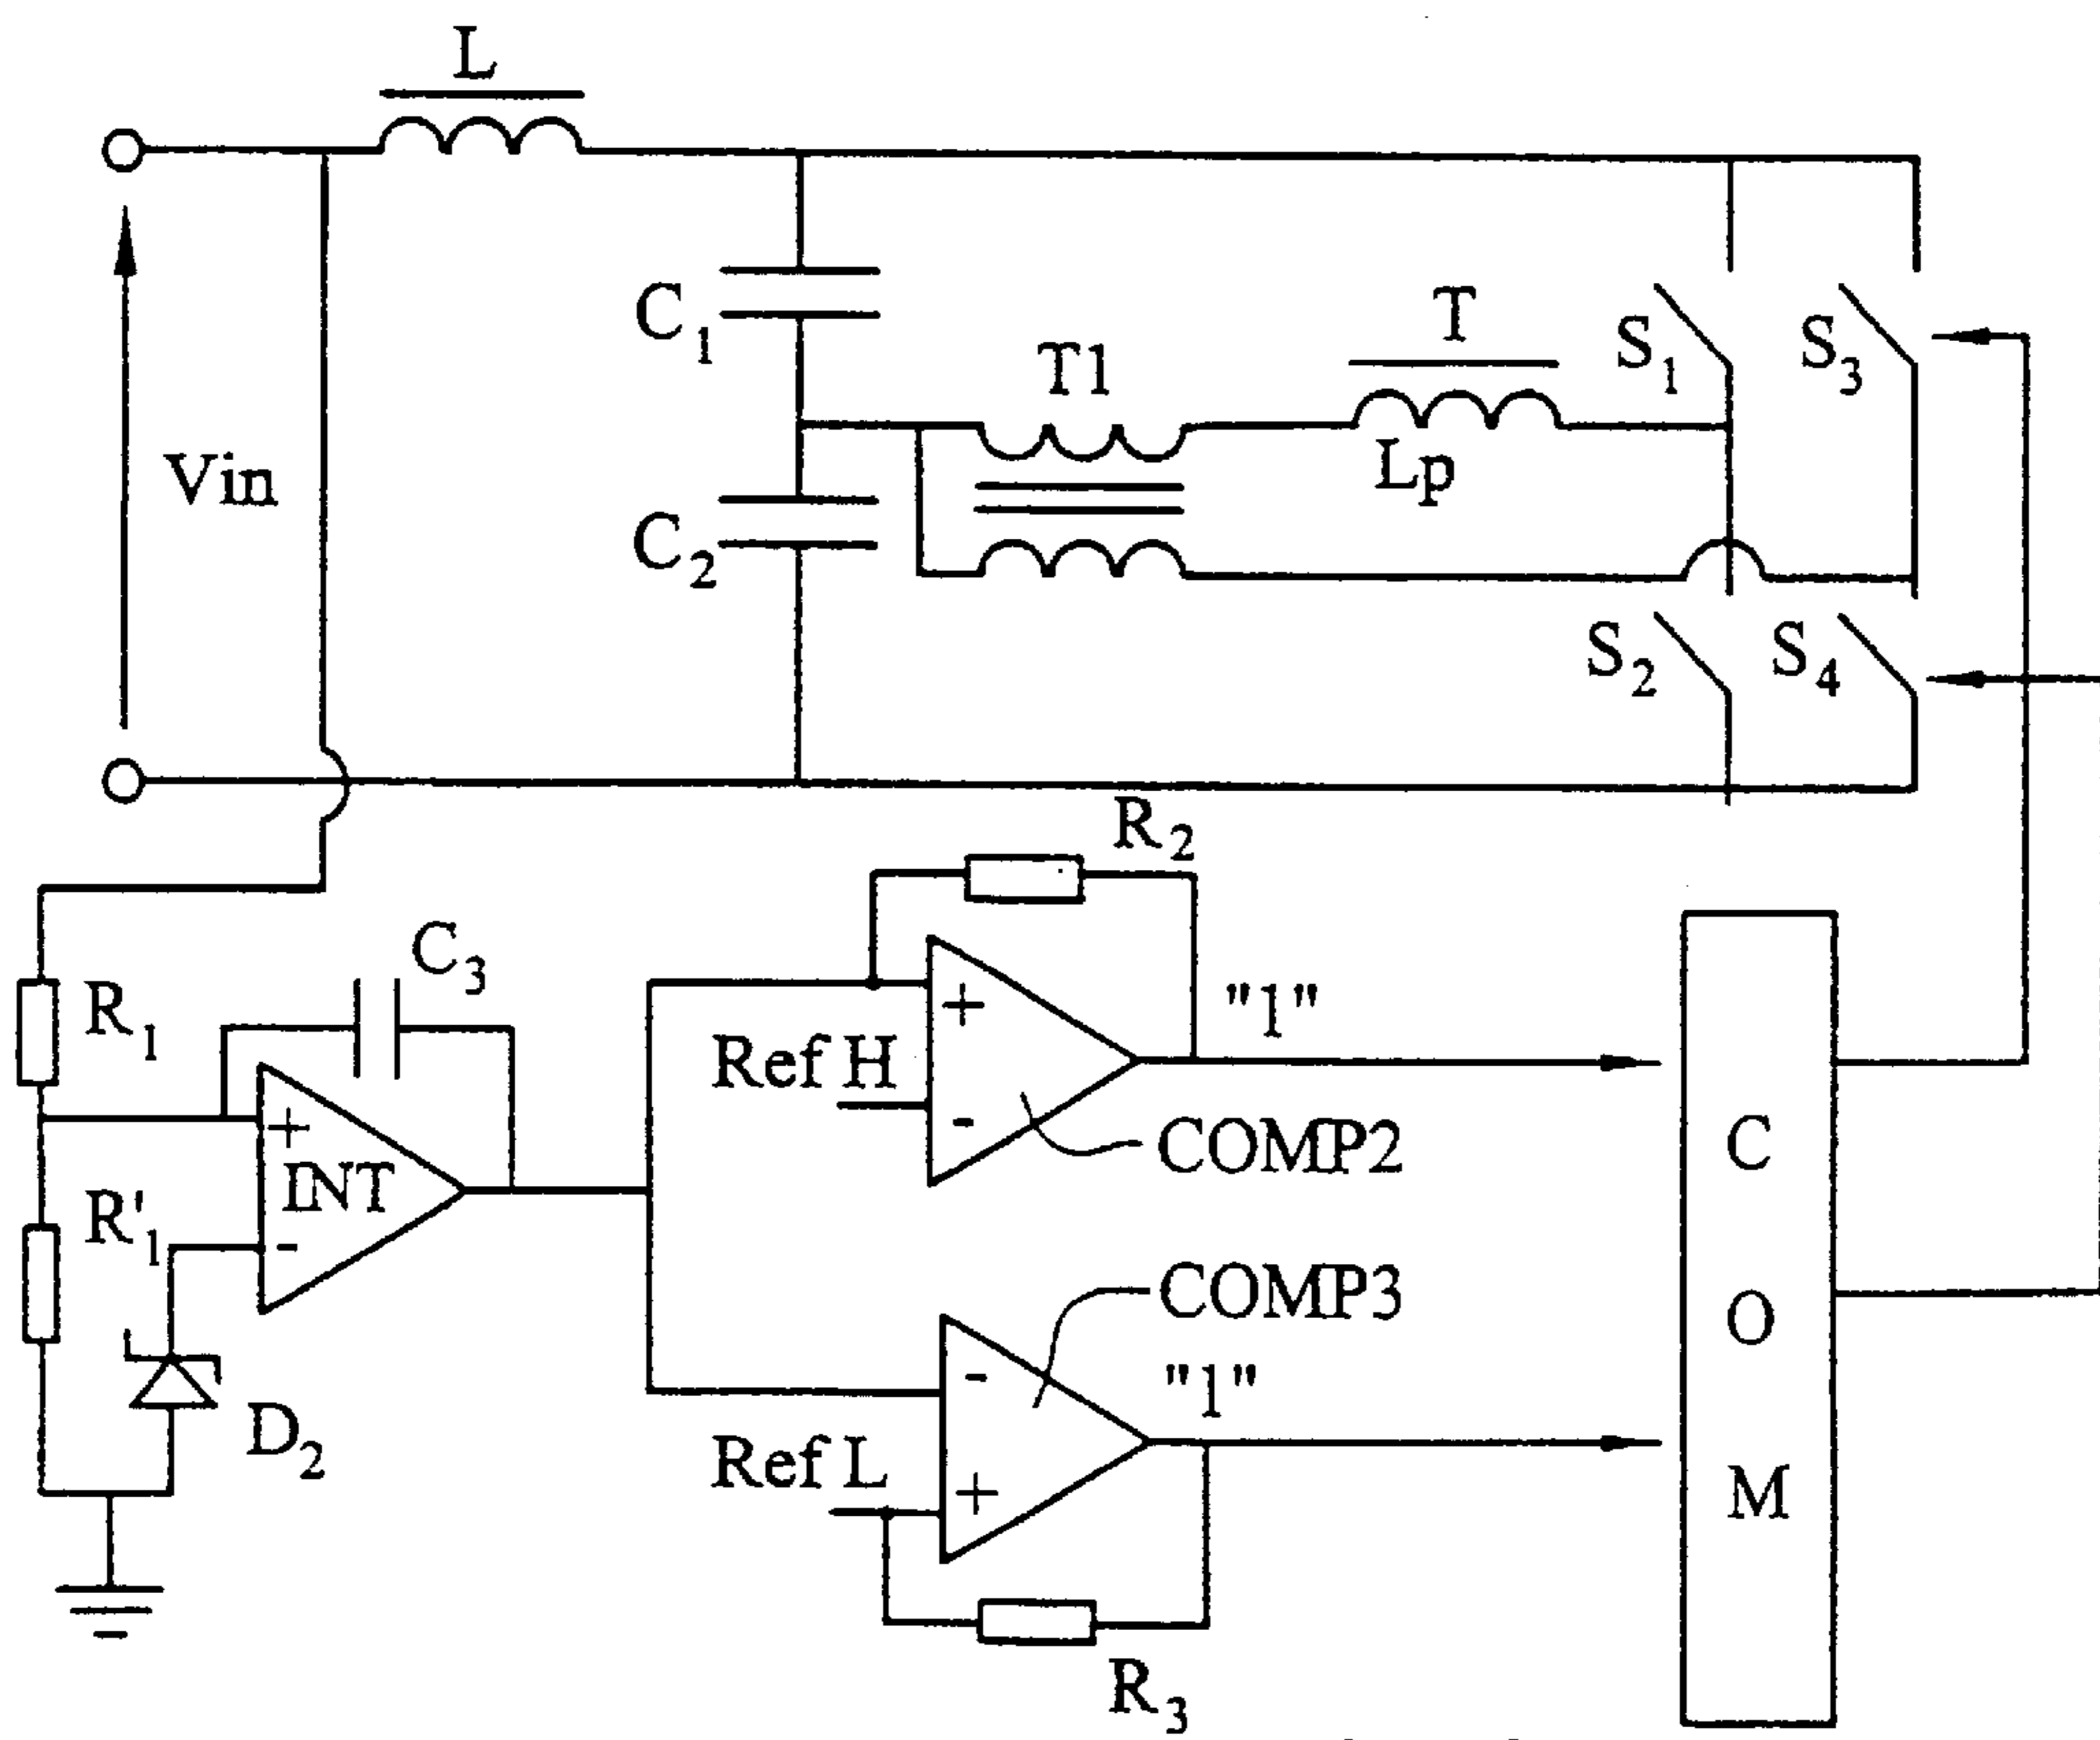 L
C₁
T
S₁
S₃
T1
Vin
Lp
C₂
S₂
S₄
R₂
C₃
R₁
+
"1"
Ref H
-
COMP2
C
+
INT
R'₁
-
COMP3
O
-
"1"
D₂
Ref L
+
M
R₃